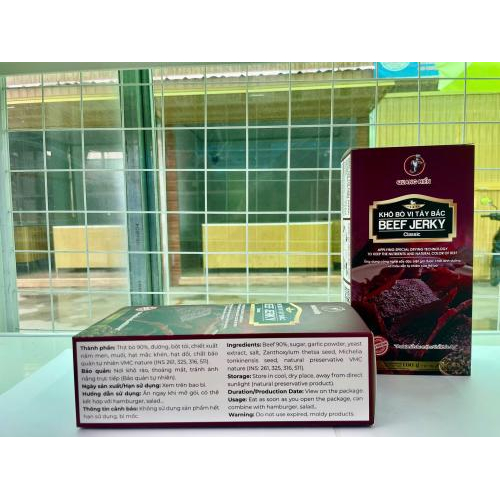 QUANG HIỂN
KHÔ BÒ VỊ TÂY BẮC
BEEF JERKY
Classic
APPLYING SPECIAL DRYING TECHNOLOGY
TO KEEP THE NUTRIENTS AND NATURAL COLOR OF BEEF
100 g
Thành phần: Thịt bò 90%, đường, bột tỏi, chiết xuất
nấm men, muối, hạt mắc khén, hạt dổi, chất bảo
quản tự nhiên VMC (INS 261, 325, 316, 511)
Bảo quản: Nơi khô ráo, thoáng mát, tránh ánh
nắng trực tiếp (Bảo quản tự nhiên).
Ngày sản xuất/Hạn sử dụng: Xem trên bao bì.
Hướng dẫn sử dụng: Ăn ngay khi mở gói, có thể
kết hợp với hamburger, salad...
Thông tin cảnh báo: Không sử dụng sản phẩm hết
hạn sử dụng, bị mốc.
Ingredients: Beef 90%, sugar, garlic powder, yeast
extract, salt, Zanthoxylum rhetsa seed, Michelia
tonkinensis seed, natural preservative VMC
nature (INS 261, 325, 316, 511).
Storage: Store in cool, dry place, away from direct
sunlight (natural preservative product).
Duration/Production Date: View on the package.
Usage: Eat as soon as you open the package, can
combine with hamburger, salad...
Warning: Do not use expired, moldy products.